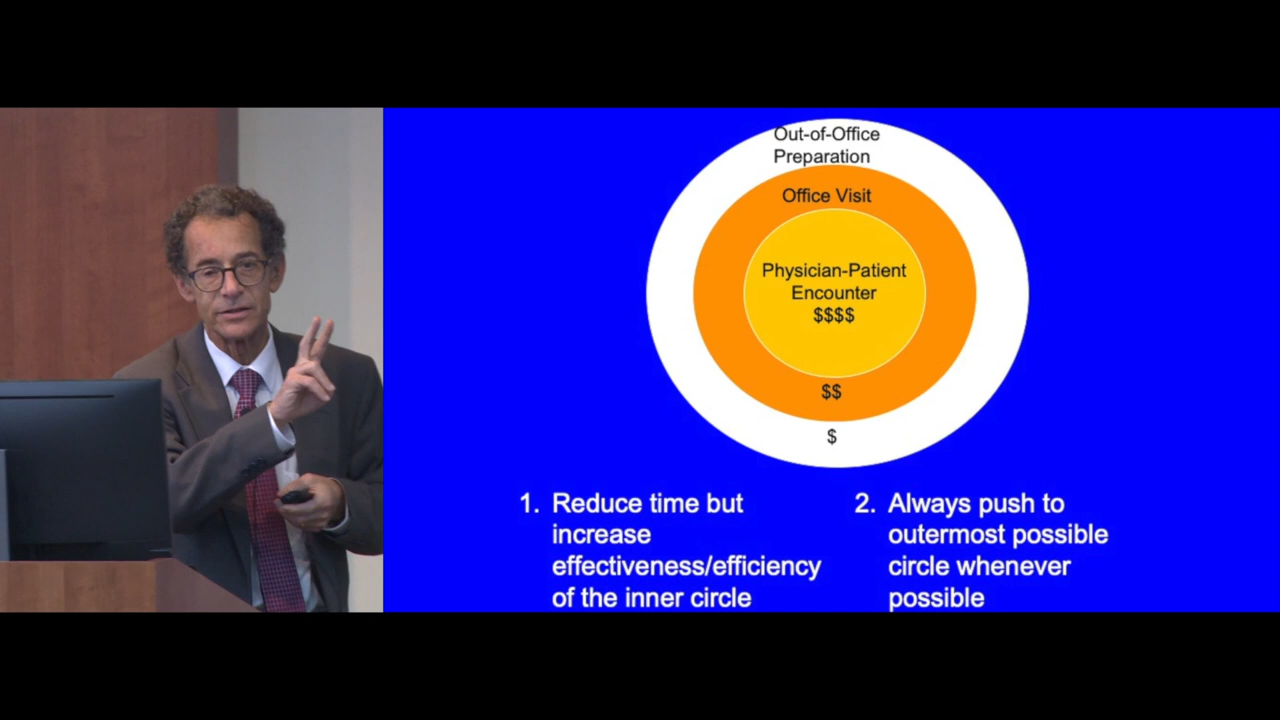 Out-of-Office
Preparation
Office Visit
Physician-Patient
Encounter
$$$$
$$
$
1. Reduce time but
increase
effectiveness/efficiency
of the inner circle
2. Always push to
outermost possible
circle whenever
possible